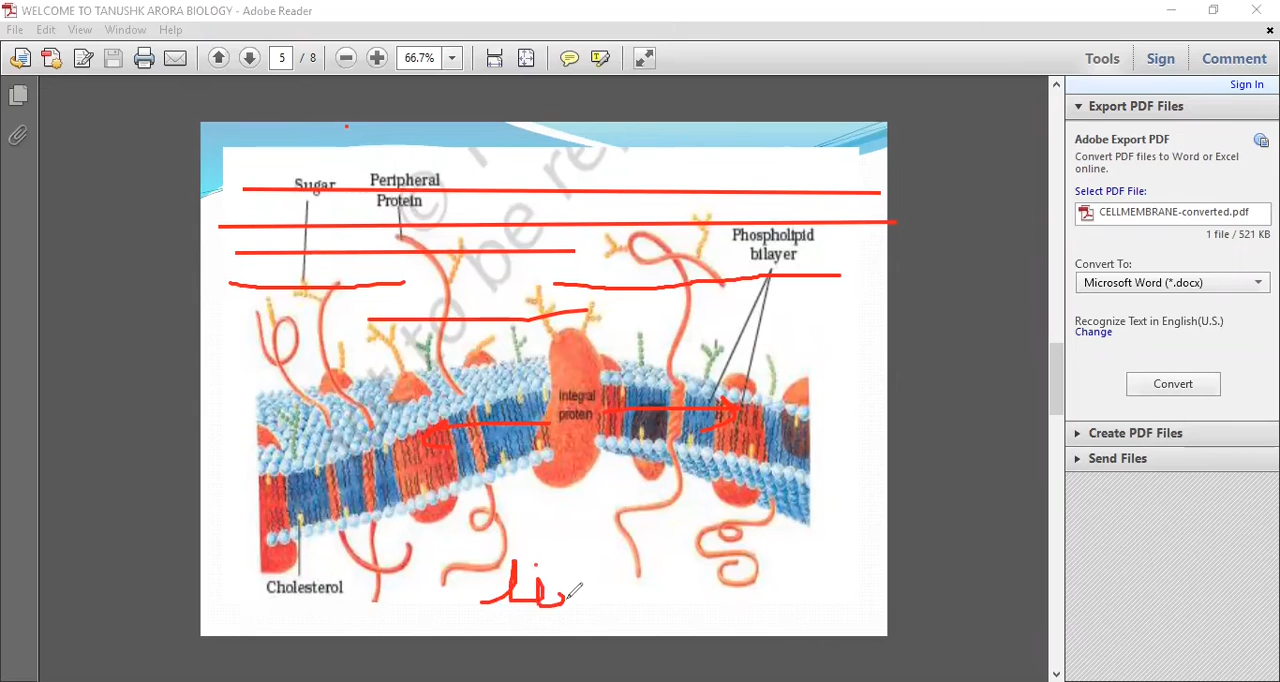 WELCOME TO TANUSHK ARORA BIOLOGY - Adobe Reader
File Edit View Window Help
5 / 8 66.7% Tools Sign Comment
Sign In
Export PDF Files
Adobe Export PDF
Convert PDF files to Word or Excel
online.
Select PDF File:
CELLMEMBRANE-converted.pdf
1 file / 521 KB
Convert To:
Microsoft Word (*.docx)
Recognize Text in English(U.S.)
Change
Convert
Create PDF Files
Send Files
Sugar
Peripheral
Protein
Phospholipid
bilayer
Integral
protein
Cholesterol
©
to be re